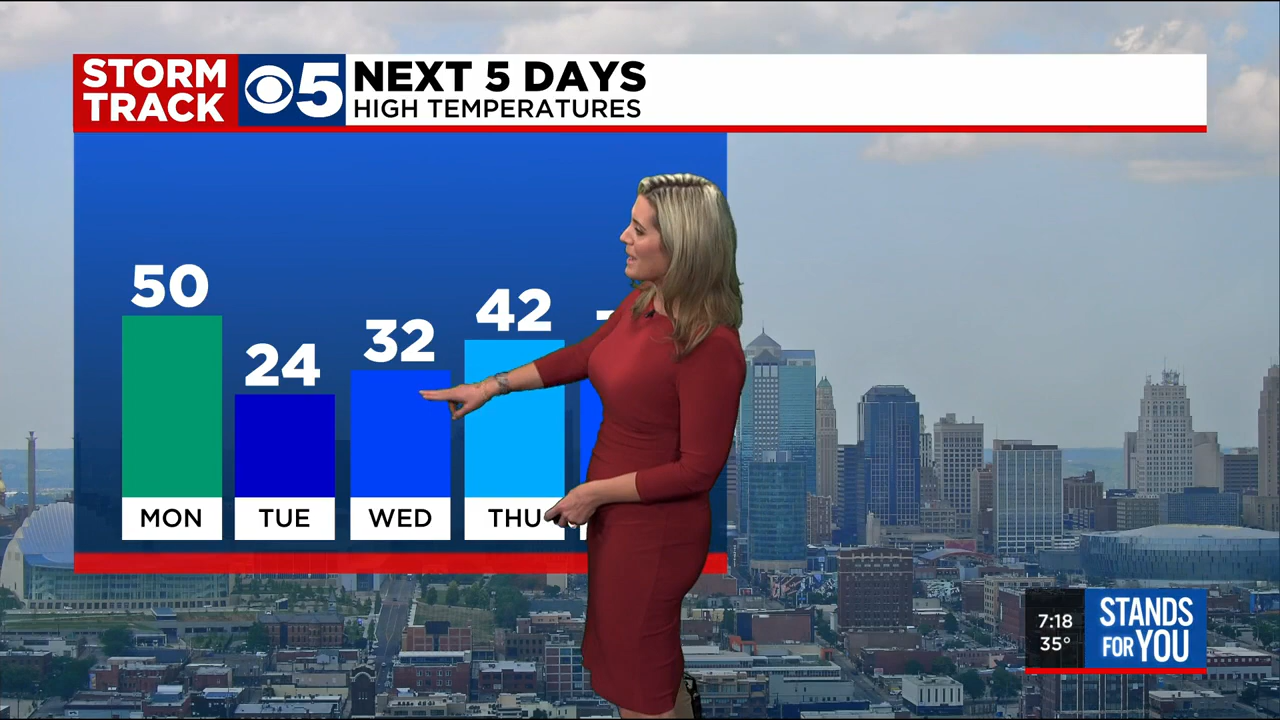 STORM
TRACK
5
NEXT 5 DAYS
HIGH TEMPERATURES
50
24
32
42
MON
TUE
WED
THU
7:18
35°
STANDS
FOR YOU